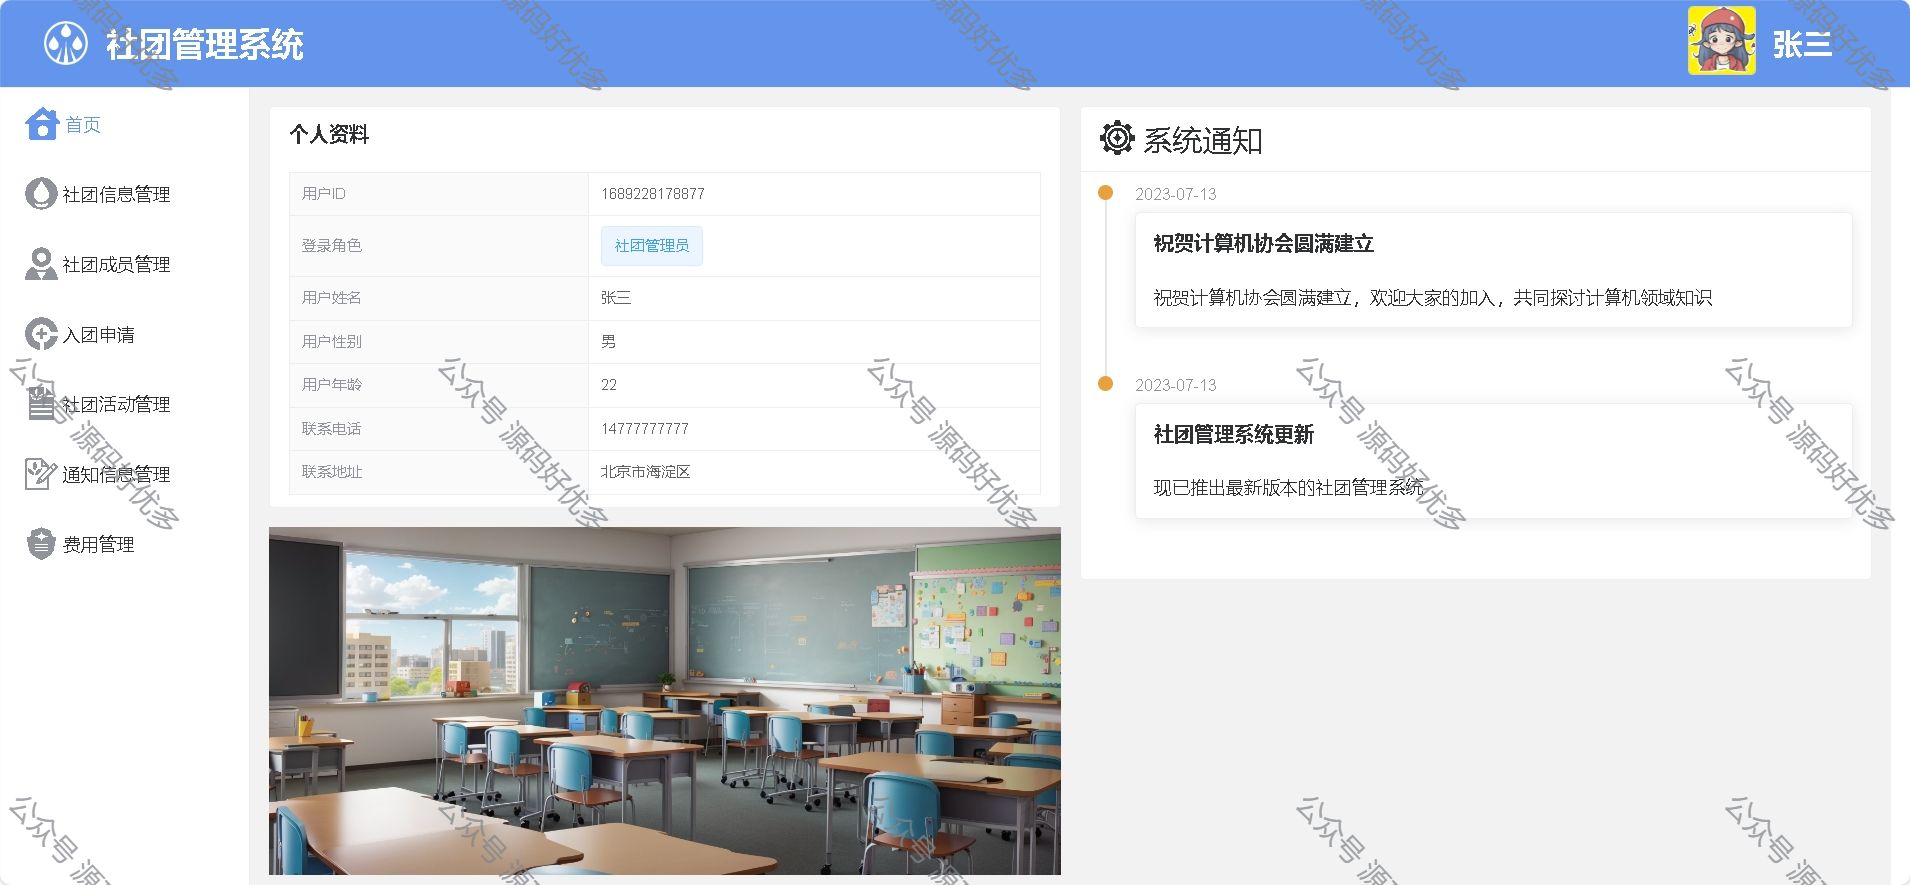 社团管理系统
张三
首页
社团信息管理
社团成员管理
入团申请
社团活动管理
通知信息管理
费用管理
个人资料
用户ID 1689228178877
登录角色 社团管理员
用户姓名 张三
用户性别 男
用户年龄 22
联系电话 14777777777
联系地址 北京市海淀区
系统通知
2023-07-13
祝贺计算机协会圆满建立
祝贺计算机协会圆满建立，欢迎大家的加入，共同探讨计算机领域知识
2023-07-13
社团管理系统更新
现已推出最新版本的社团管理系统
源码好优多
源码好优多
源码好优多
源码好优多
源码好优多
公众号 源码好优多
公众号 源码好优多
公众号 源码好优多
公众号 源码好优多
公众号 源码好优多
公众号 源
公众号 源
公众号 源
公众号 源
公众号 源